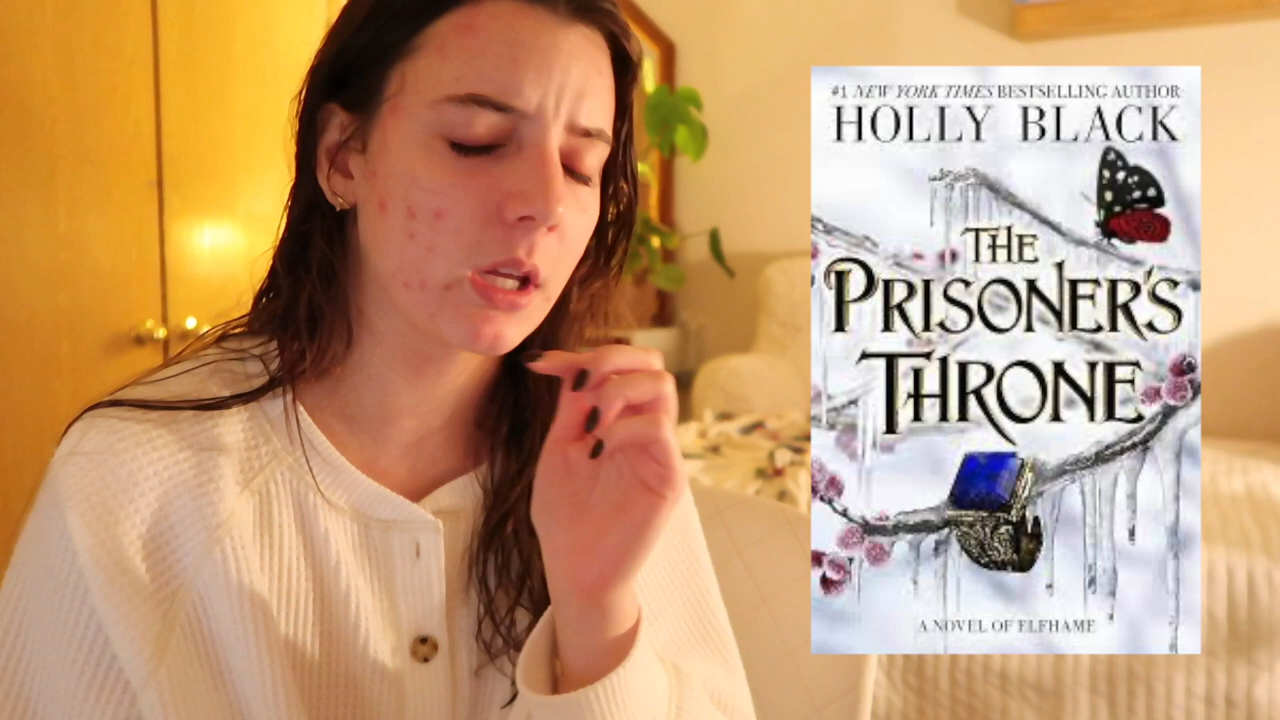 #1 NEW YORK TIMES BESTSELLING AUTHOR
HOLLY BLACK
THE
PRISONER'S
THRONE
A NOVEL OF ELFHAME